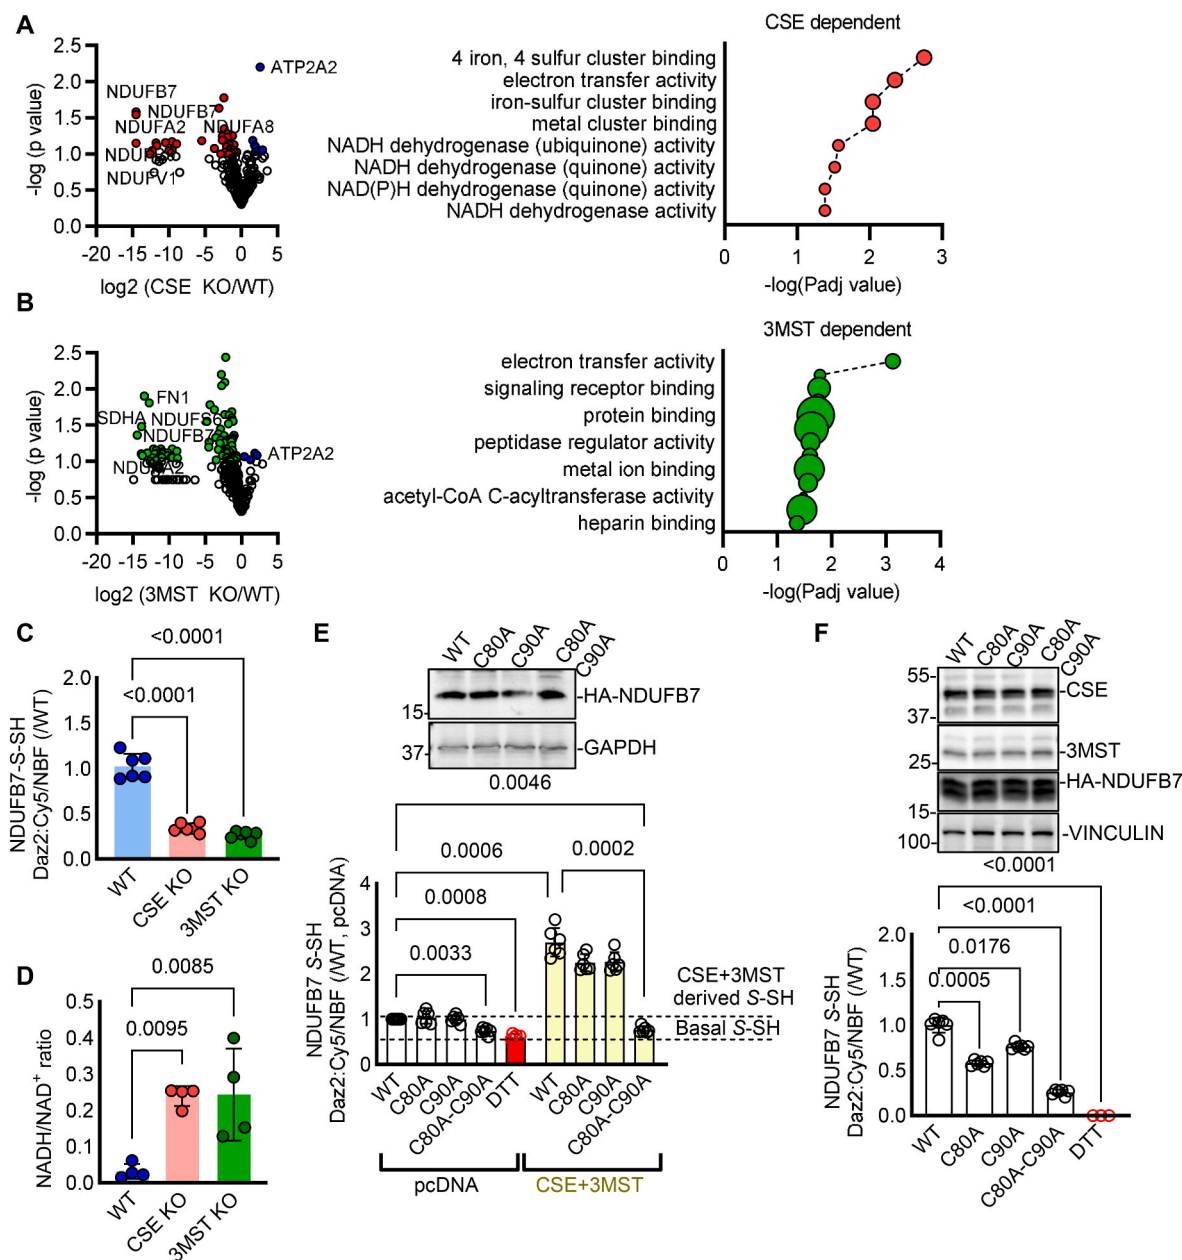 A
CSE dependent
2.5
2.0
1.5
1.0
0.5
0.0
-log (p value)
ATP2A2
NDUFB7
NDUFB7
NDUFA2
NDUFA8
NDUFV1
-20 -15 -10 -5 0 5
log2 (CSE KO/WT)
4 iron, 4 sulfur cluster binding
electron transfer activity
iron-sulfur cluster binding
metal cluster binding
NADH dehydrogenase (ubiquinone) activity
NADH dehydrogenase (quinone) activity
NAD(P)H dehydrogenase (quinone) activity
NADH dehydrogenase activity
0 1 2 3
-log(Padj value)
B
3MST dependent
2.5
2.0
1.5
1.0
0.5
0.0
-log (p value)
FN1
SDHA
NDUFS6
NDUFB7
ATP2A2
-20 -15 -10 -5 0 5
log2 (3MST KO/WT)
electron transfer activity
signaling receptor binding
protein binding
peptidase regulator activity
metal ion binding
acetyl-CoA C-acyltransferase activity
heparin binding
0 1 2 3 4
-log(Padj value)
C
<0.0001
<0.0001
2.0
1.5
1.0
0.5
0.0
NDUFB7-S-SH
Daz2:Cy5/NBF (/WT)
WT
CSE KO
3MST KO
D
0.0085
0.0095
0.5
0.4
0.3
0.2
0.1
0.0
NADH/NAD+ ratio
WT
CSE KO
3MST KO
E
WT
C80A
C90A
C80A
C90A
15-
-HA-NDUFB7
37-
-GAPDH
0.0046
0.0006
0.0002
0.0008
0.0033
4
3
2
1
0
NDUFB7 S-SH
Daz2:Cy5/NBF (/WT, pcDNA)
CSE+3MST
derived S-SH
Basal S-SH
WT
C80A
C90A
C80A-C90A
DTT
WT
C80A
C90A
C80A-C90A
pcDNA
CSE+3MST
F
WT
C80A
C90A
C80A
C90A
55-
37-
-CSE
25-
-3MST
15-
-HA-NDUFB7
100-
-VINCULIN
<0.0001
<0.0001
0.0176
0.0005
2.0
1.5
1.0
0.5
0.0
NDUFB7 S-SH
Daz2:Cy5/NBF (/WT)
WT
C80A
C90A
C80A-C90A
DTT